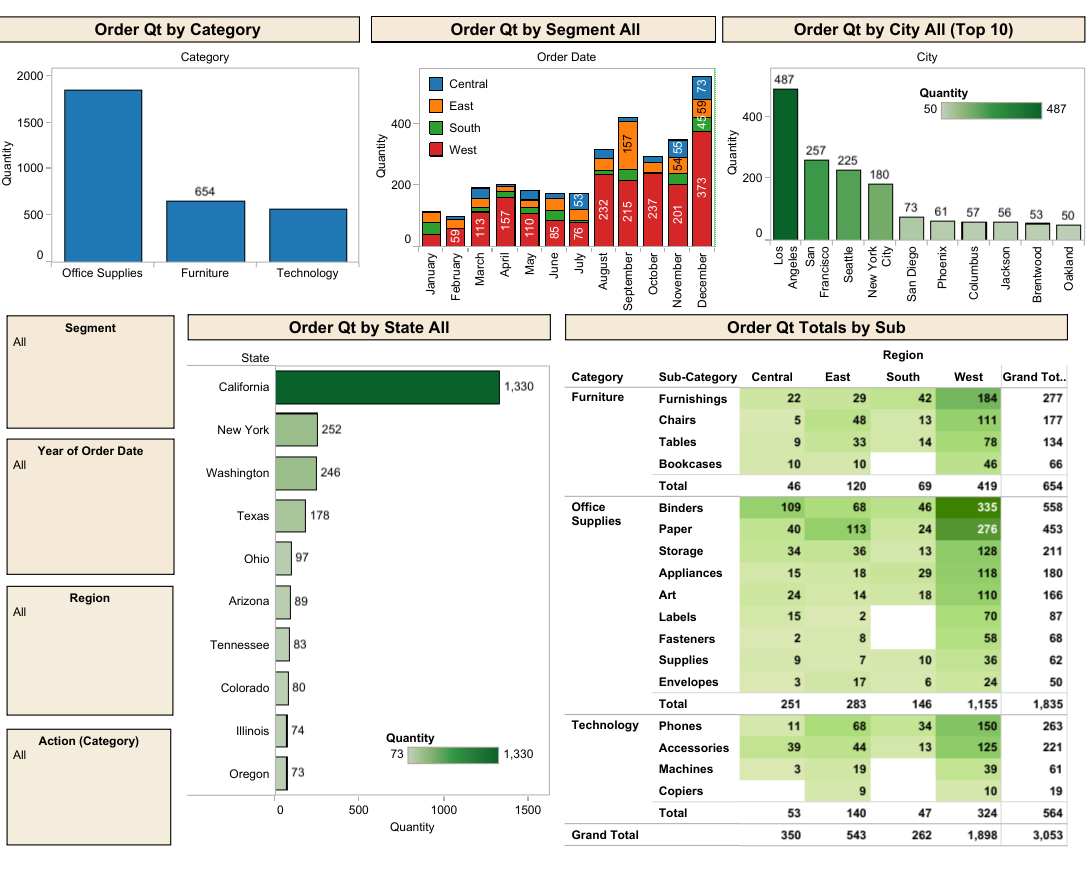 Order Qt by Category
Category
Quantity
2000
1500
1000
500
0
654
Office Supplies
Furniture
Technology
Order Qt by Segment All
Order Date
Quantity
400
200
0
Central
East
South
West
59
113
157
110
85
76
53
232
215
157
237
201
54
55
373
45
59
73
January
February
March
April
May
June
July
August
September
October
November
December
Order Qt by City All (Top 10)
City
Quantity
400
200
0
Quantity
50
487
487
257
225
180
73
61
57
56
53
50
Los
Angeles
San
Francisco
Seattle
New York
City
San Diego
Phoenix
Columbus
Jackson
Brentwood
Oakland
Segment
All
Year of Order Date
All
Region
All
Action (Category)
All
Order Qt by State All
State
California 1,330
New York 252
Washington 246
Texas 178
Ohio 97
Arizona 89
Tennessee 83
Colorado 80
Illinois 74
Oregon 73
Quantity
73 1,330
0 500 1000 1500
Quantity
Order Qt Totals by Sub
Region
Category Sub-Category Central East South West Grand Tot..
Furniture Furnishings 22 29 42 184 277
Chairs 5 48 13 111 177
Tables 9 33 14 78 134
Bookcases 10 10 46 66
Total 46 120 69 419 654
Office
Supplies
Binders 109 68 46 335 558
Paper 40 113 24 276 453
Storage 34 36 13 128 211
Appliances 15 18 29 118 180
Art 24 14 18 110 166
Labels 15 2 70 87
Fasteners 2 8 58 68
Supplies 9 7 10 36 62
Envelopes 3 17 6 24 50
Total 251 283 146 1,155 1,835
Technology Phones 11 68 34 150 263
Accessories 39 44 13 125 221
Machines 3 19 39 61
Copiers 9 10 19
Total 53 140 47 324 564
Grand Total 350 543 262 1,898 3,053